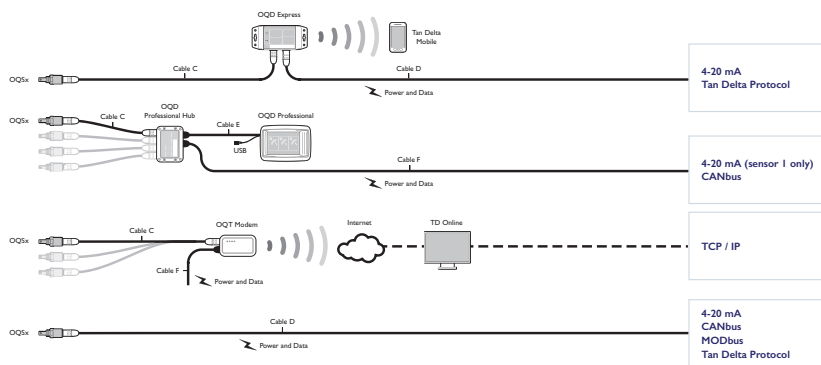 OQD Express
Tan Delta
Mobile
Cable C
Cable D
OQSx
Power and Data
4-20 mA
Tan Delta Protocol
OQSx
Cable C
OQD
Professional Hub
Cable E
OQD Professional
USB
Cable F
Power and Data
4-20 mA (sensor 1 only)
CANbus
OQSx
Cable C
OQT Modem
Internet
TD Online
Cable F
Power and Data
TCP / IP
OQSx
Cable D
Power and Data
4-20 mA
CANbus
MODbus
Tan Delta Protocol